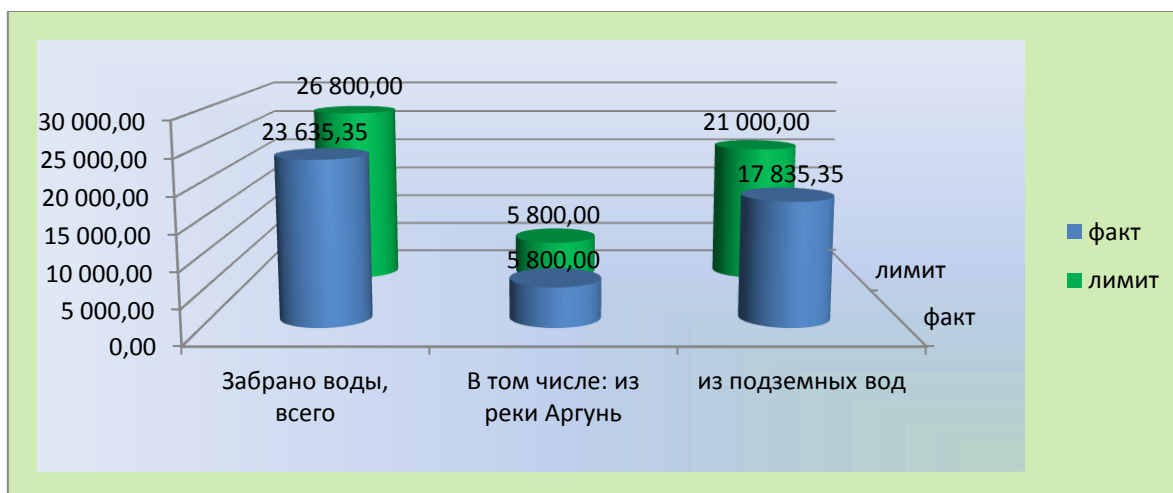 30 000,00
25 000,00
20 000,00
15 000,00
10 000,00
5 000,00
0,00
26 800,00
23 635,35
5 800,00
5 800,00
21 000,00
17 835,35
Забрано воды,
всего
В том числе: из
реки Аргунь
из подземных вод
лимит
факт
факт
лимит